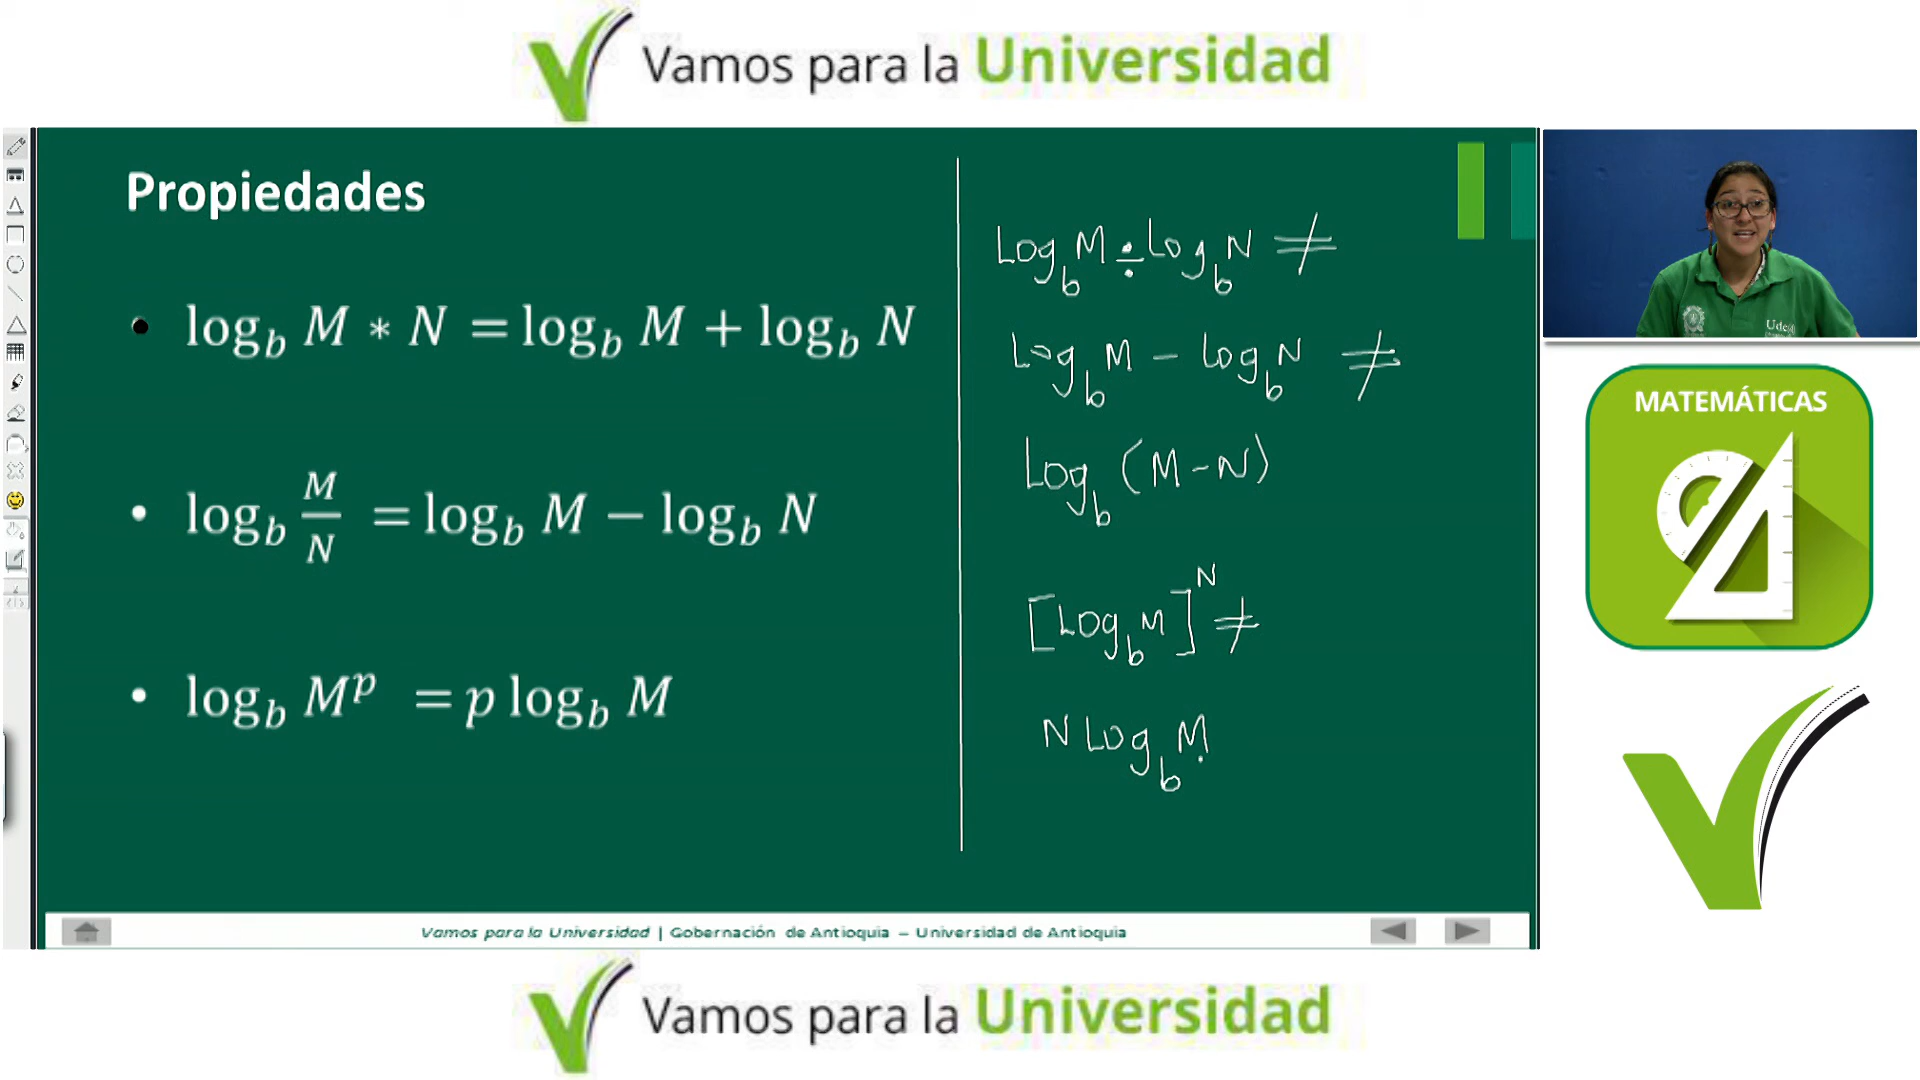 Vamos para la Universidad
Propiedades
• log_b M * N = log_b M + log_b N
• log_b M/N = log_b M − log_b N
• log_b M^p = p log_b M
Log_b M ÷ log_b N ≠
Log_b M − log_b N ≠
Log_b (M-N)
[Log_b M]^N ≠
N Log_b M
MATEMÁTICAS
Vamos para la Universidad | Gobernación de Antioquia – Universidad de Antioquia
Vamos para la Universidad